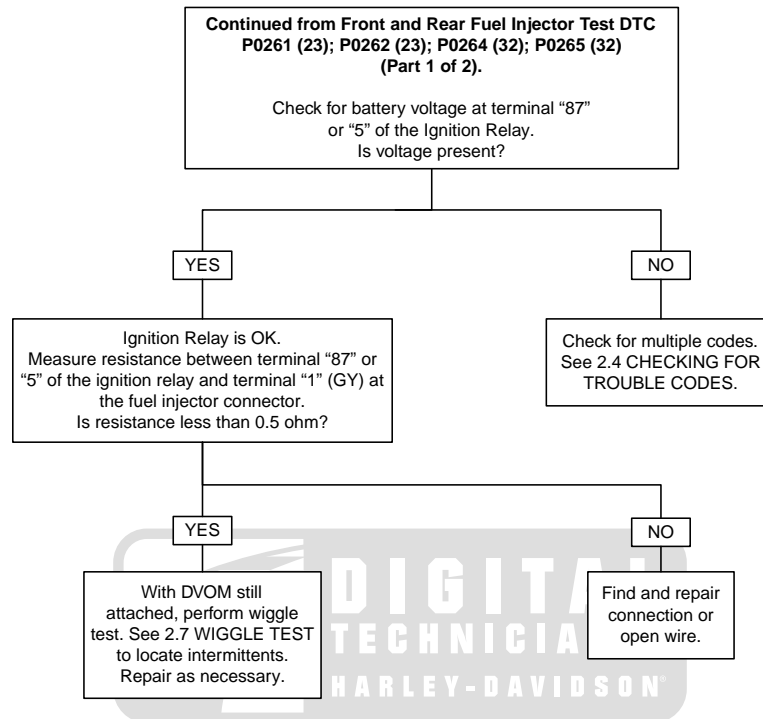 Continued from Front and Rear Fuel Injector Test DTC
P0261 (23); P0262 (23); P0264 (32); P0265 (32)
(Part 1 of 2).
Check for battery voltage at terminal “87”
or “5” of the Ignition Relay.
Is voltage present?
YES
NO
Ignition Relay is OK.
Measure resistance between terminal “87” or
“5” of the ignition relay and terminal “1” (GY) at
the fuel injector connector.
Is resistance less than 0.5 ohm?
Check for multiple codes.
See 2.4 CHECKING FOR
TROUBLE CODES.
YES
NO
With DVOM still
attached, perform wiggle
test. See 2.7 WIGGLE TEST
to locate intermittents.
Repair as necessary.
Find and repair
connection or
open wire.
DIGITAL
TECHNICIA
HARLEY-DAVIDSON®